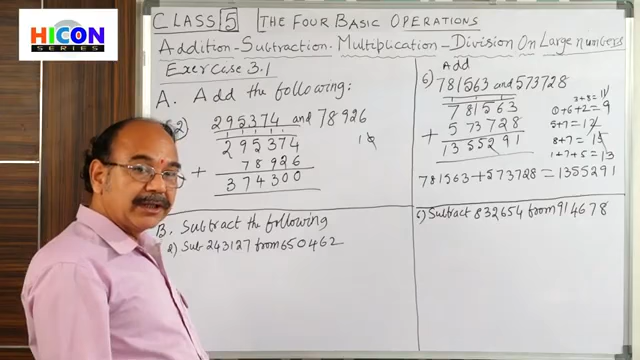 HICON
SERIES
CLASS 5 THE FOUR BASIC OPERATIONS
Addition-Subtraction-Multiplication-Division On Large numbers
Exercise 3.1
A. Add the following:
295374 and 78926
295374
+ 78926
374300
B. Subtract the following
a) Sub 243127 from 650462
Add
781563 and 573728
781563
+ 573728
1355291
781563+573728=1355291
3+8=11
1+6+2=9
5+7=12
8+7=15
1+7+5=13
Subtract 832654 from 914678